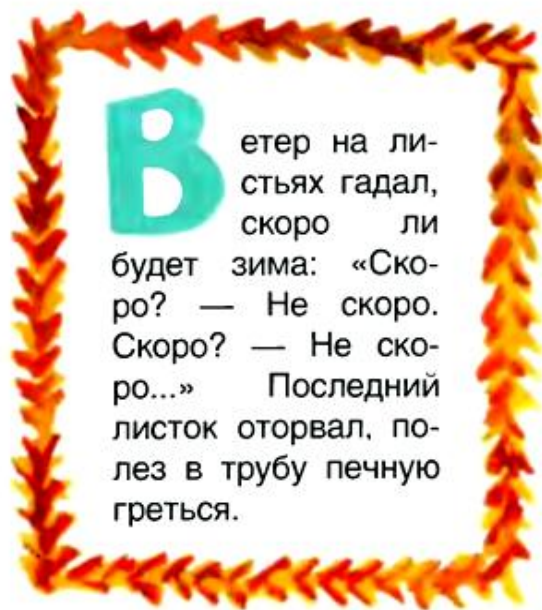 Ветер на ли-
стьях гадал,
скоро ли
будет зима: «Ско-
ро? — Не скоро.
Скоро? — Не ско-
ро...» Последний
листок оторвал, по-
лез в трубу печную
греться.